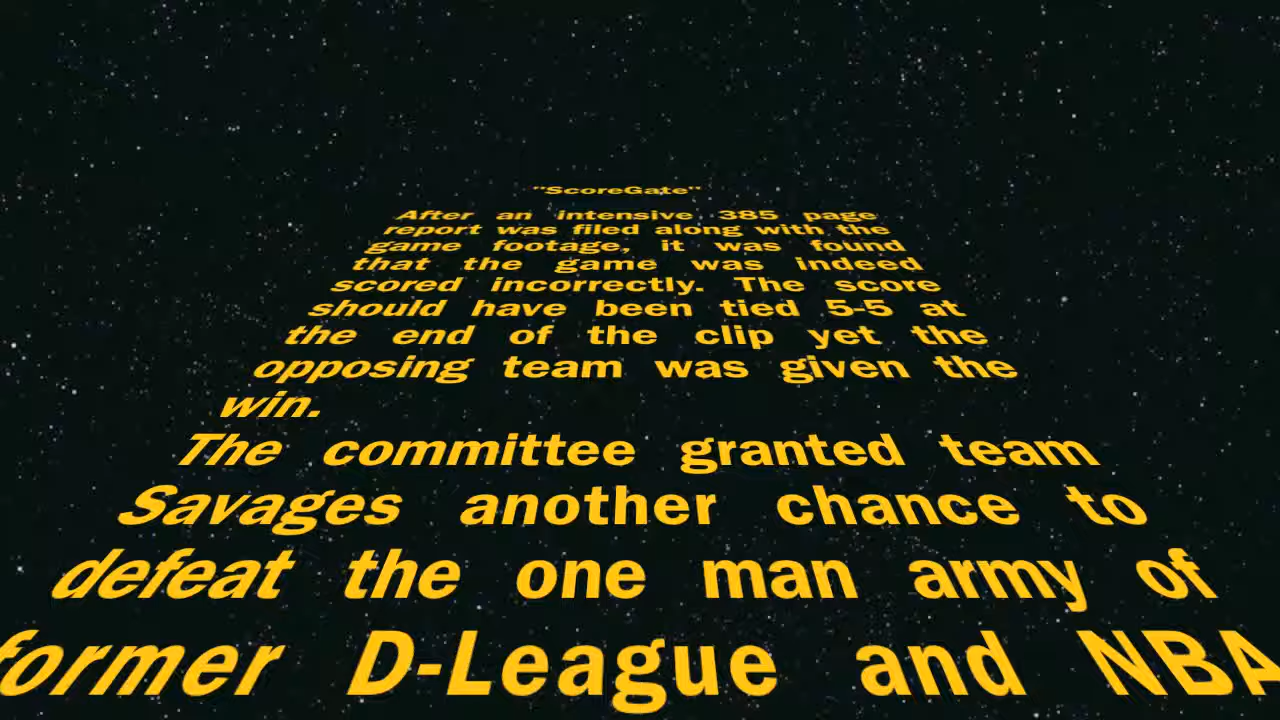 "ScoreGate"
After an intensive 385 page
report was filed along with the
game footage, it was found
that the game was indeed
scored incorrectly. The score
should have been tied 5-5 at
the end of the clip yet the
opposing team was given the
win.
The committee granted team
Savages another chance to
defeat the one man army of
former D-League and NBA